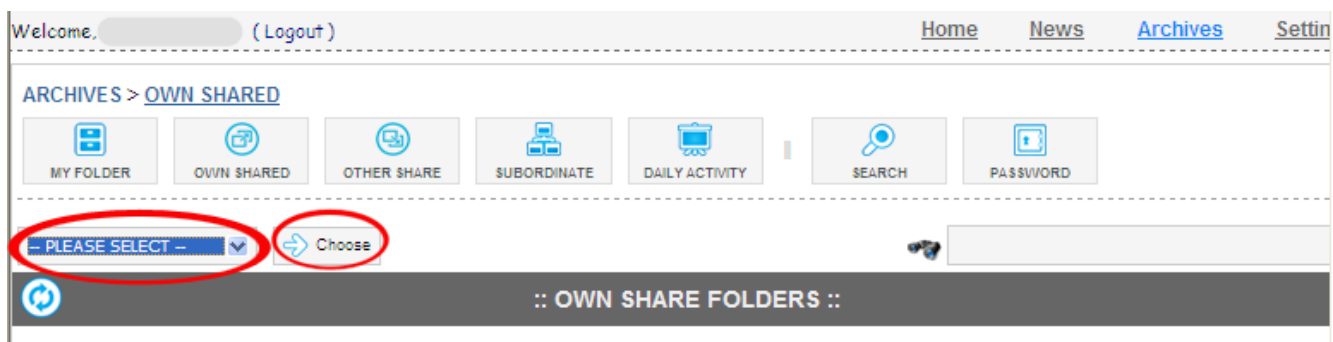 Welcome, (Logout) Home News Archives Settin
ARCHIVES > OWN SHARED
MY FOLDER OWN SHARED OTHER SHARE SUBORDINATE DAILY ACTIVITY SEARCH PASSWORD
-- PLEASE SELECT -- Choose
:: OWN SHARE FOLDERS ::